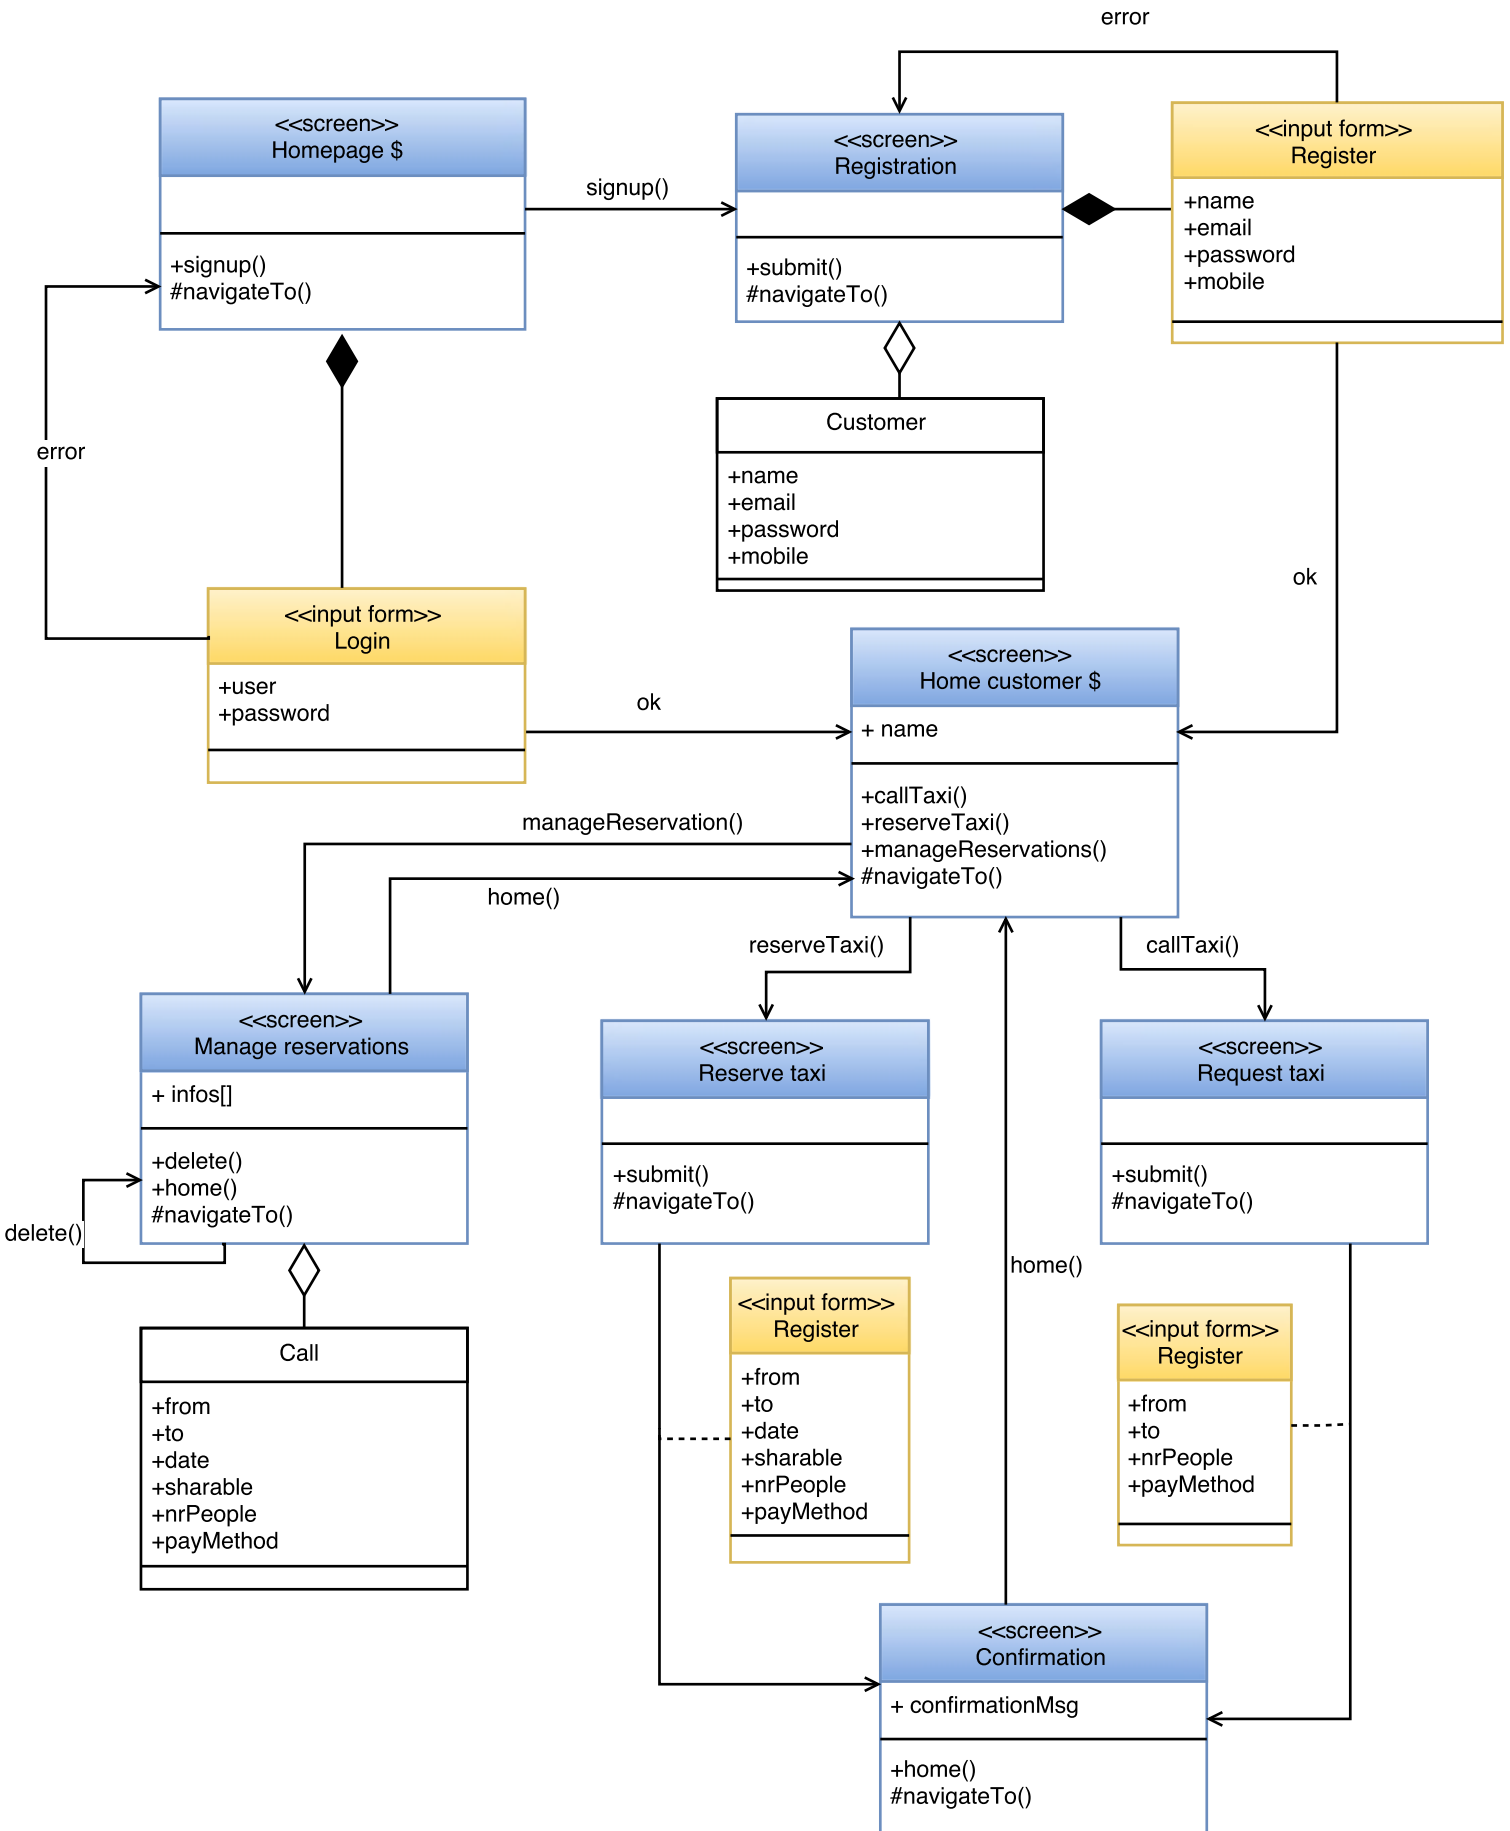 error
<<screen>>
Homepage $
+signup()
#navigateTo()
signup()
<<screen>>
Registration
+submit()
#navigateTo()
<<input form>>
Register
+name
+email
+password
+mobile
error
Customer
+name
+email
+password
+mobile
ok
<<input form>>
Login
+user
+password
ok
<<screen>>
Home customer $
+ name
+callTaxi()
+reserveTaxi()
+manageReservations()
#navigateTo()
manageReservation()
home()
reserveTaxi()
callTaxi()
<<screen>>
Manage reservations
+ infos[]
+delete()
+home()
#navigateTo()
delete()
<<screen>>
Reserve taxi
+submit()
#navigateTo()
<<screen>>
Request taxi
+submit()
#navigateTo()
home()
Call
+from
+to
+date
+sharable
+nrPeople
+payMethod
<<input form>>
Register
+from
+to
+date
+sharable
+nrPeople
+payMethod
<<input form>>
Register
+from
+to
+nrPeople
+payMethod
<<screen>>
Confirmation
+ confirmationMsg
+home()
#navigateTo()